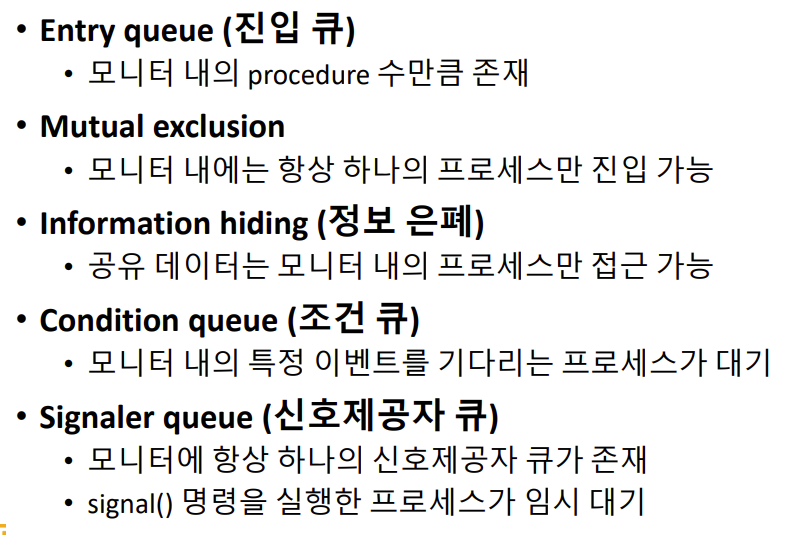 • Entry queue (진입 큐)
• 모니터 내의 procedure 수만큼 존재
• Mutual exclusion
• 모니터 내에는 항상 하나의 프로세스만 진입 가능
• Information hiding (정보 은폐)
• 공유 데이터는 모니터 내의 프로세스만 접근 가능
• Condition queue (조건 큐)
• 모니터 내의 특정 이벤트를 기다리는 프로세스가 대기
• Signaler queue (신호제공자 큐)
• 모니터에 항상 하나의 신호제공자 큐가 존재
• signal() 명령을 실행한 프로세스가 임시 대기